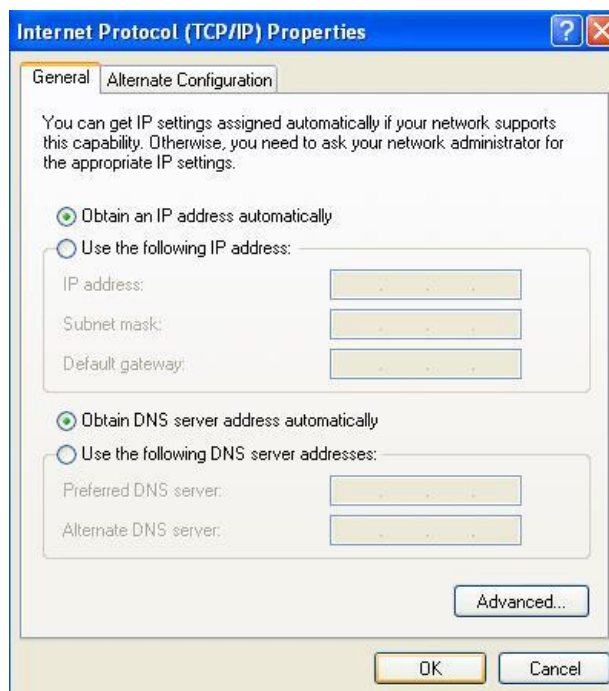 Internet Protocol (TCP/IP) Properties
General
Alternate Configuration
You can get IP settings assigned automatically if your network supports
this capability. Otherwise, you need to ask your network administrator for
the appropriate IP settings.
Obtain an IP address automatically
Use the following IP address:
IP address:
Subnet mask:
Default gateway:
Obtain DNS server address automatically
Use the following DNS server addresses:
Preferred DNS server:
Alternate DNS server:
Advanced...
OK
Cancel